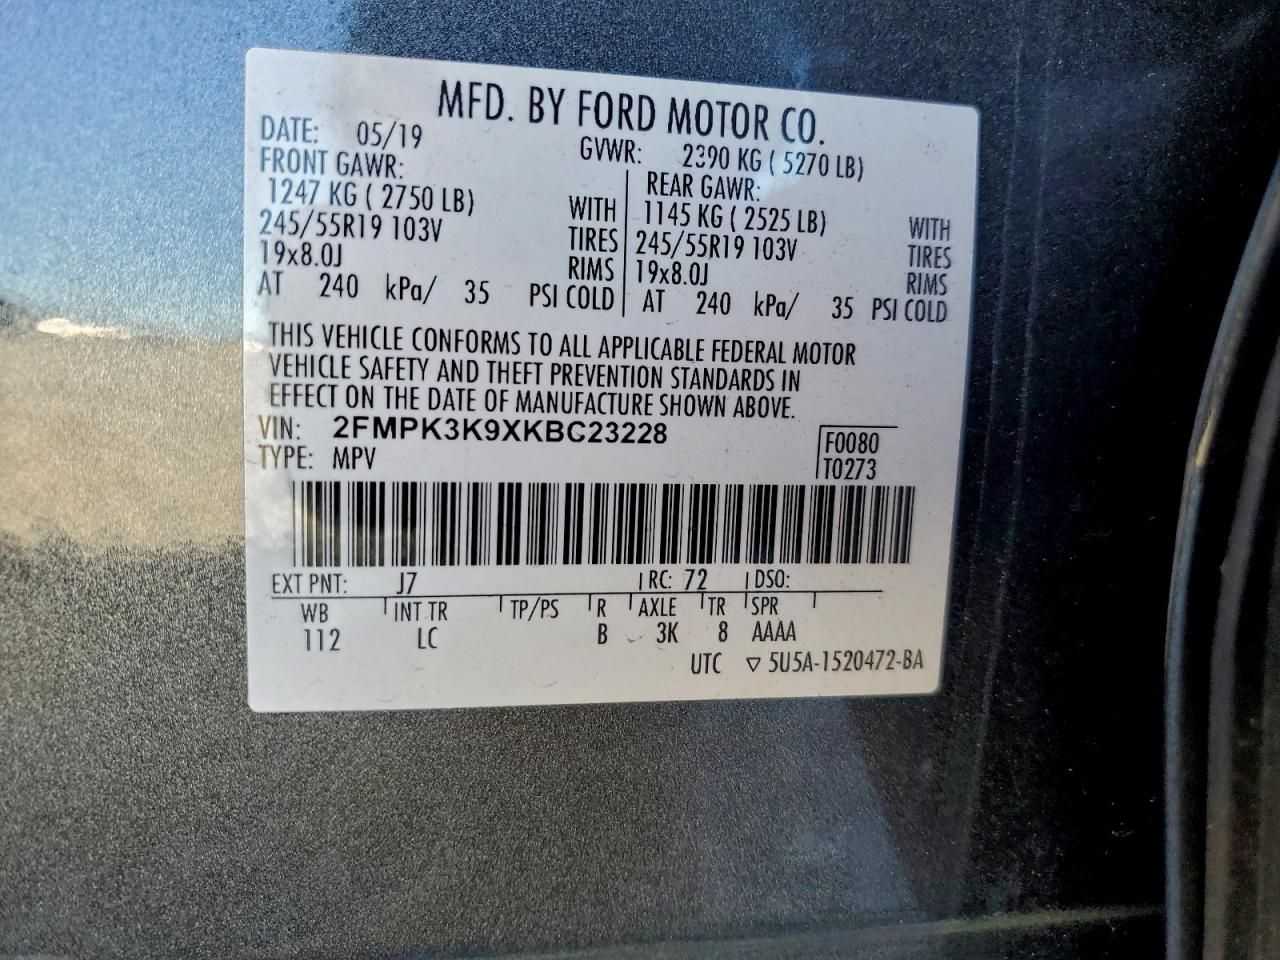 MFD. BY FORD MOTOR CO.
DATE: 05/19 GVWR: 2390 KG ( 5270 LB)
FRONT GAWR: REAR GAWR:
1247 KG ( 2750 LB) WITH 1145 KG ( 2525 LB) WITH
245/55R19 103V TIRES 245/55R19 103V TIRES
19x8.0J RIMS 19x8.0J RIMS
AT 240 kPa/ 35 PSI COLD AT 240 kPa/ 35 PSI COLD
THIS VEHICLE CONFORMS TO ALL APPLICABLE FEDERAL MOTOR
VEHICLE SAFETY AND THEFT PREVENTION STANDARDS IN
EFFECT ON THE DATE OF MANUFACTURE SHOWN ABOVE.
VIN: 2FMPK3K9XKBC23228 F0080
TYPE: MPV T0273
EXT PNT: J7 RC: 72 DSO:
WB INT TR TP/PS R AXLE TR SPR
112 LC B 3K 8 AAAA
UTC ▽ 5U5A-1520472-BA